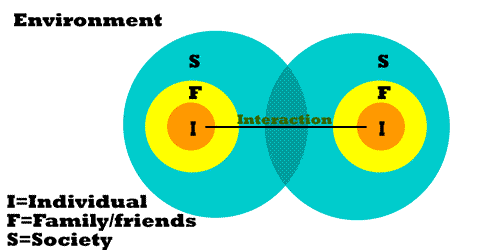 Environment
S S
F F
Interaction
I I
I=Individual
F=Family/friends
S=Society